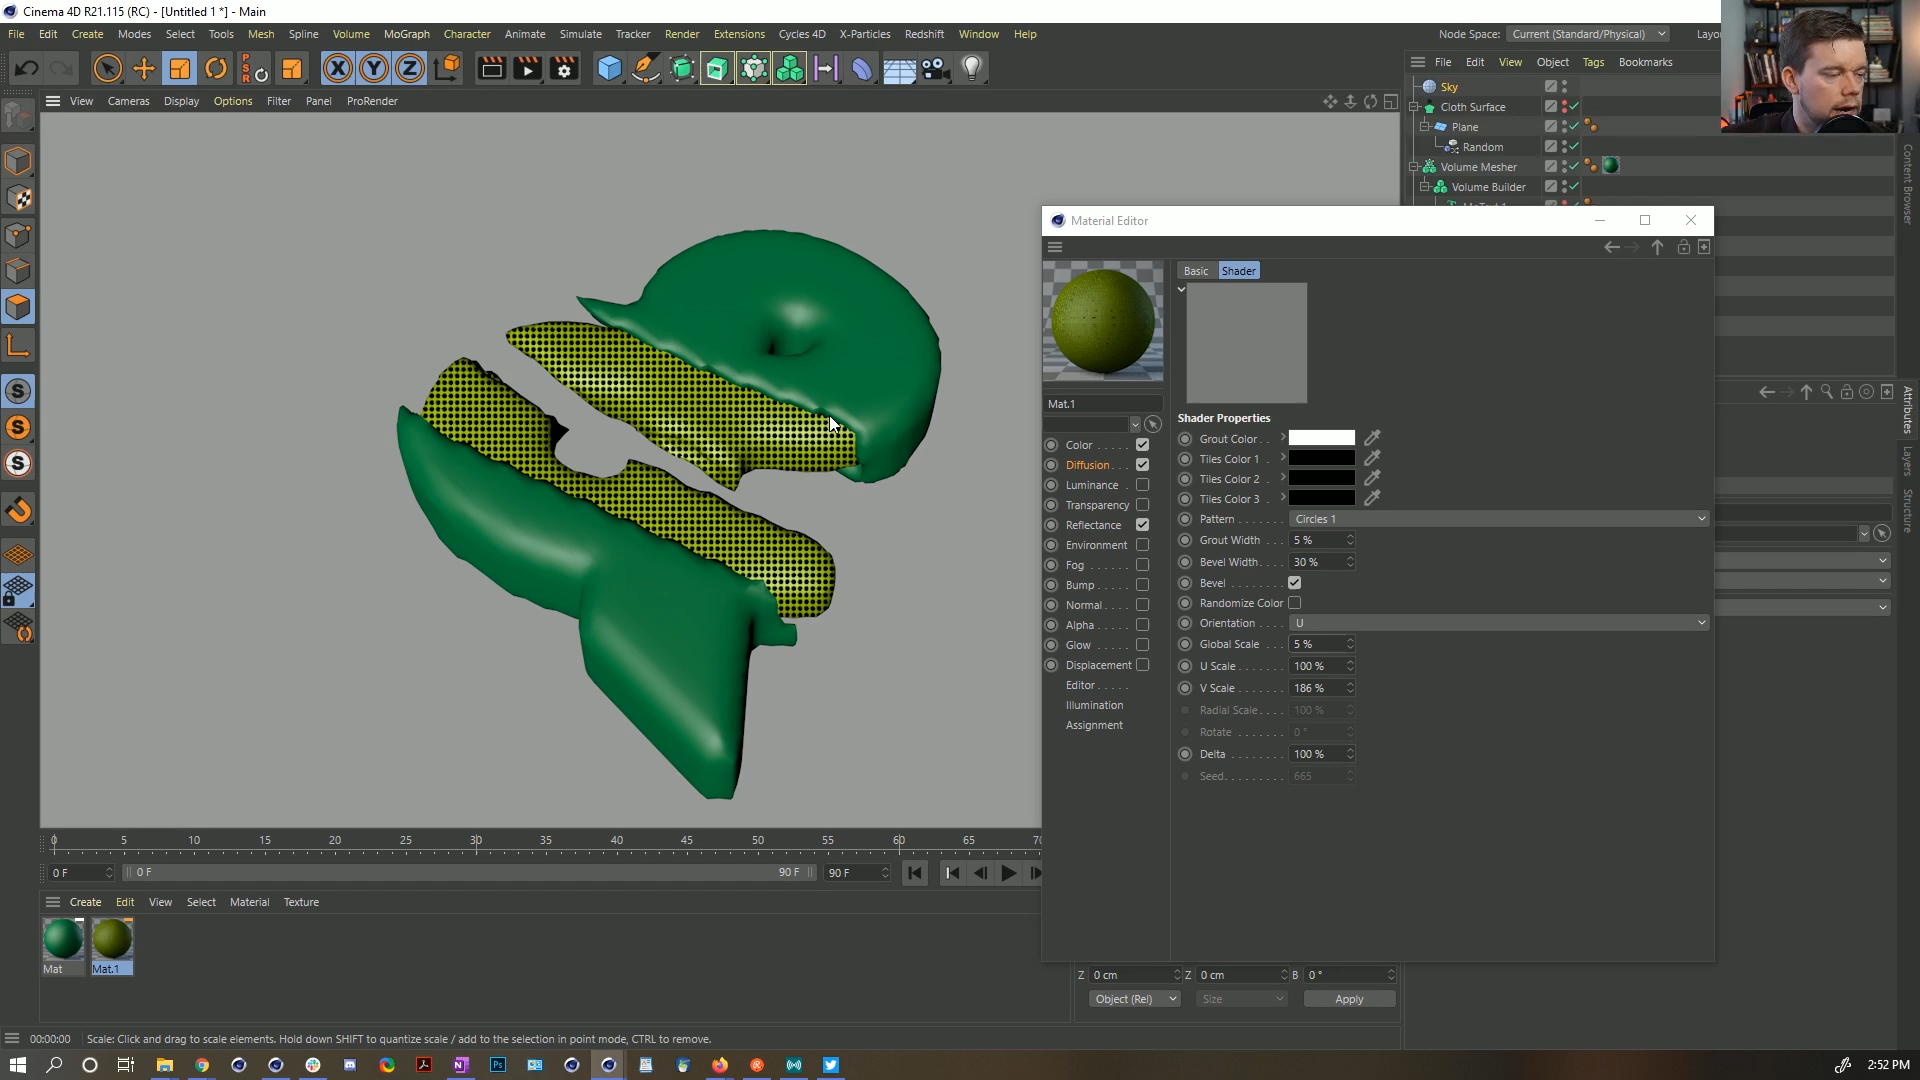 Cinema 4D R21.115 (RC) - [Untitled 1 *] - Main
File Edit Create Modes Select Tools Mesh Spline Volume MoGraph Character Animate Simulate Tracker Render Extensions Cycles 4D X-Particles Redshift Window Help Node Space: Current (Standard/Physical)
P S R X Y Z
File Edit View Object Tags Bookmarks
View Cameras Display Options Filter Panel ProRender
Sky
Cloth Surface
Plane
Random
Volume Mesher
Volume Builder
Content Browser
Attributes
Layers
Structure
Material Editor
Basic Shader
Mat.1
Shader Properties
Color
Diffusion
Luminance
Transparency
Reflectance
Environment
Fog
Bump
Normal
Alpha
Glow
Displacement
Editor
Illumination
Assignment
Grout Color
Tiles Color 1
Tiles Color 2
Tiles Color 3
Pattern Circles 1
Grout Width 5 %
Bevel Width 30 %
Bevel
Randomize Color
Orientation U
Global Scale 5 %
U Scale 100 %
V Scale 186 %
Radial Scale 100 %
Rotate 0 °
Delta 100 %
Seed 665
0 5 10 15 20 25 30 35 40 45 50 55 60 65
0 F 0 F 90 F 90 F
Create Edit View Select Material Texture
Mat Mat.1
Z 0 cm Z 0 cm B 0 °
Object (Rel) Size Apply
00:00:00 Scale: Click and drag to scale elements. Hold down SHIFT to quantize scale / add to the selection in point mode, CTRL to remove.
2:52 PM